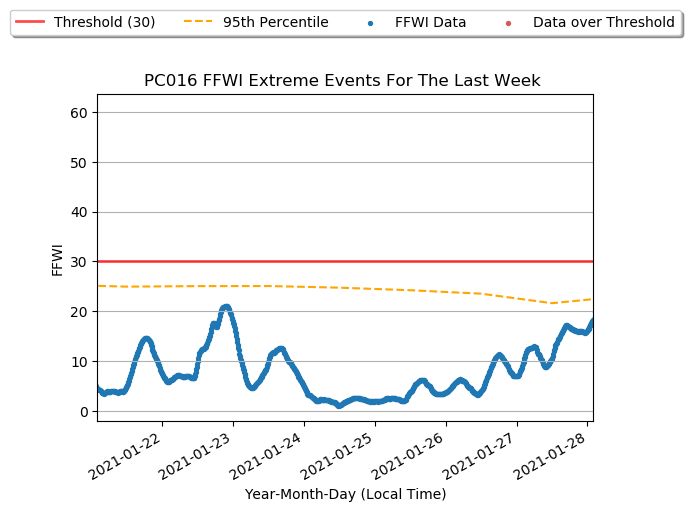 Threshold (30) 95th Percentile FFWI Data Data over Threshold
PC016 FFWI Extreme Events For The Last Week
60
50
40
30
20
10
0
FFWI
2021-01-22 2021-01-23 2021-01-24 2021-01-25 2021-01-26 2021-01-27 2021-01-28
Year-Month-Day (Local Time)